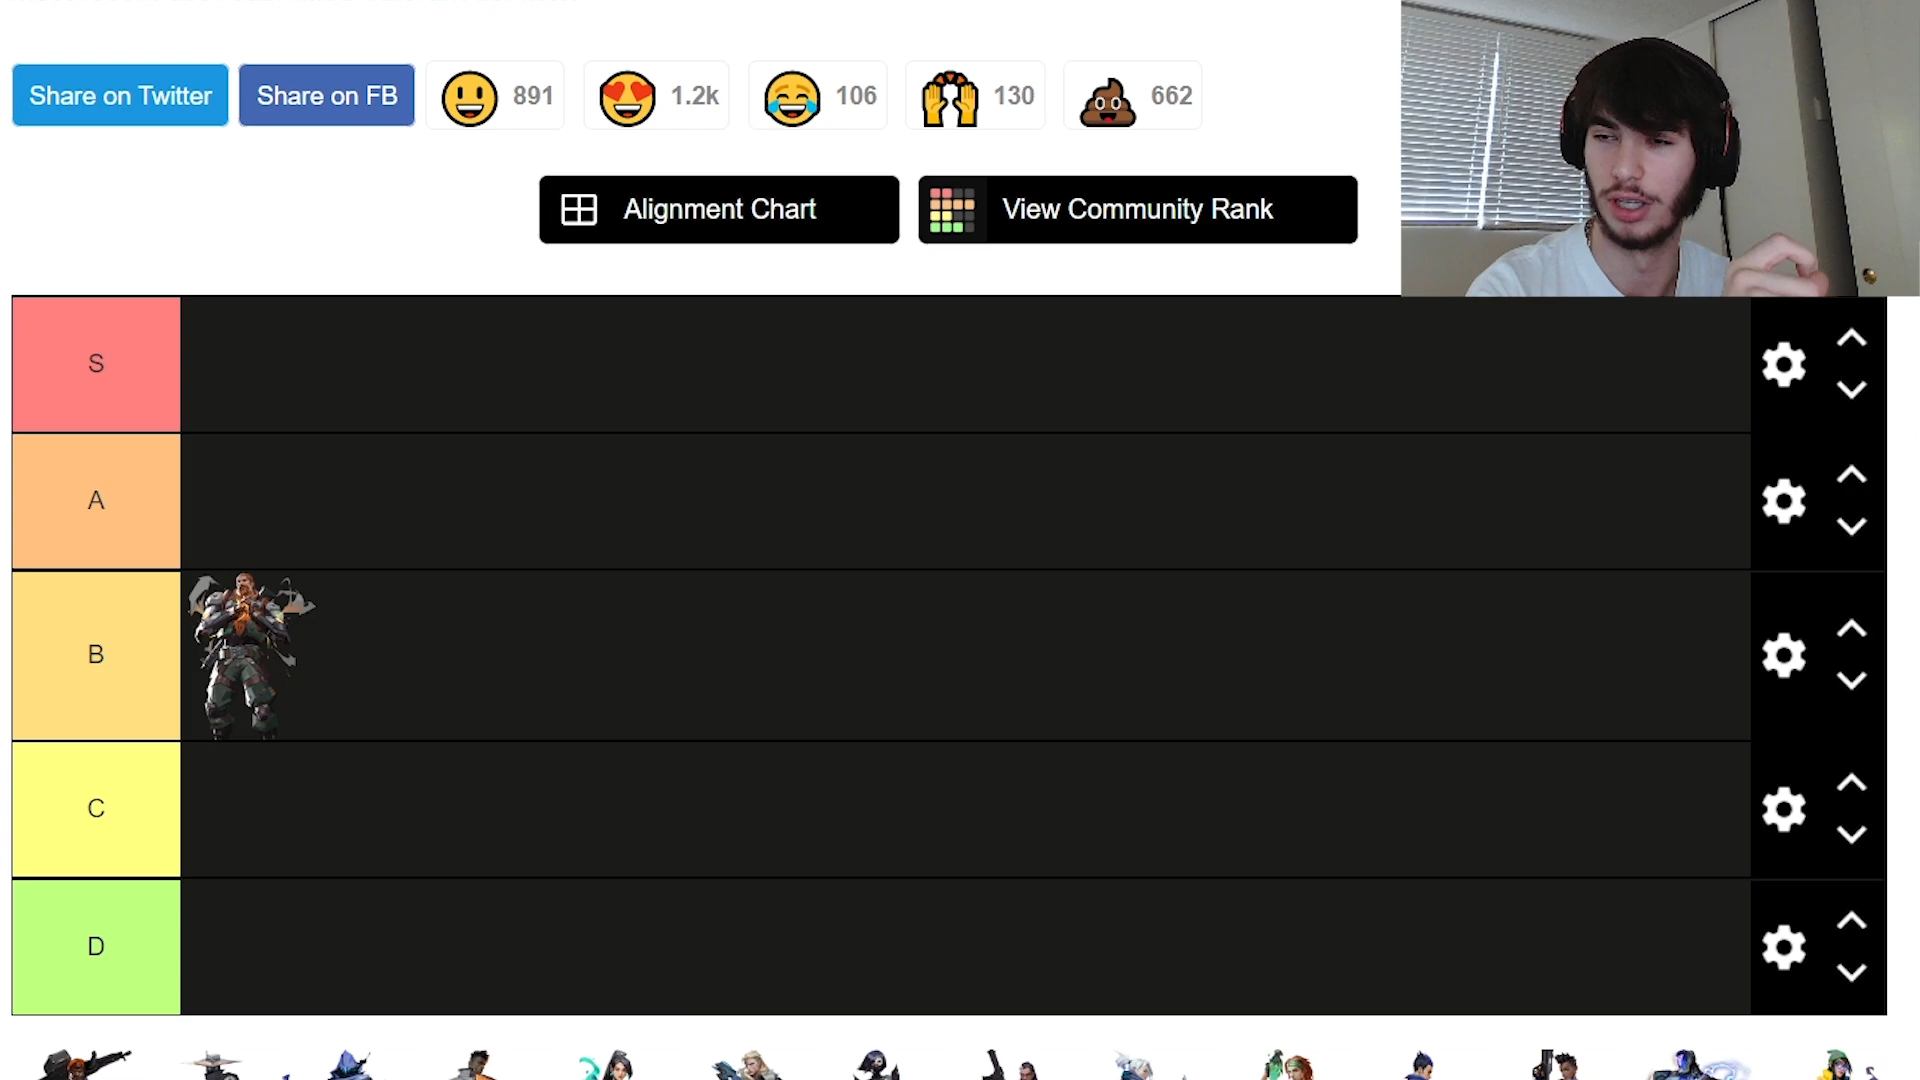 Share on Twitter Share on FB 891 1.2k 106 130 662
Alignment Chart View Community Rank
S
A
B
C
D